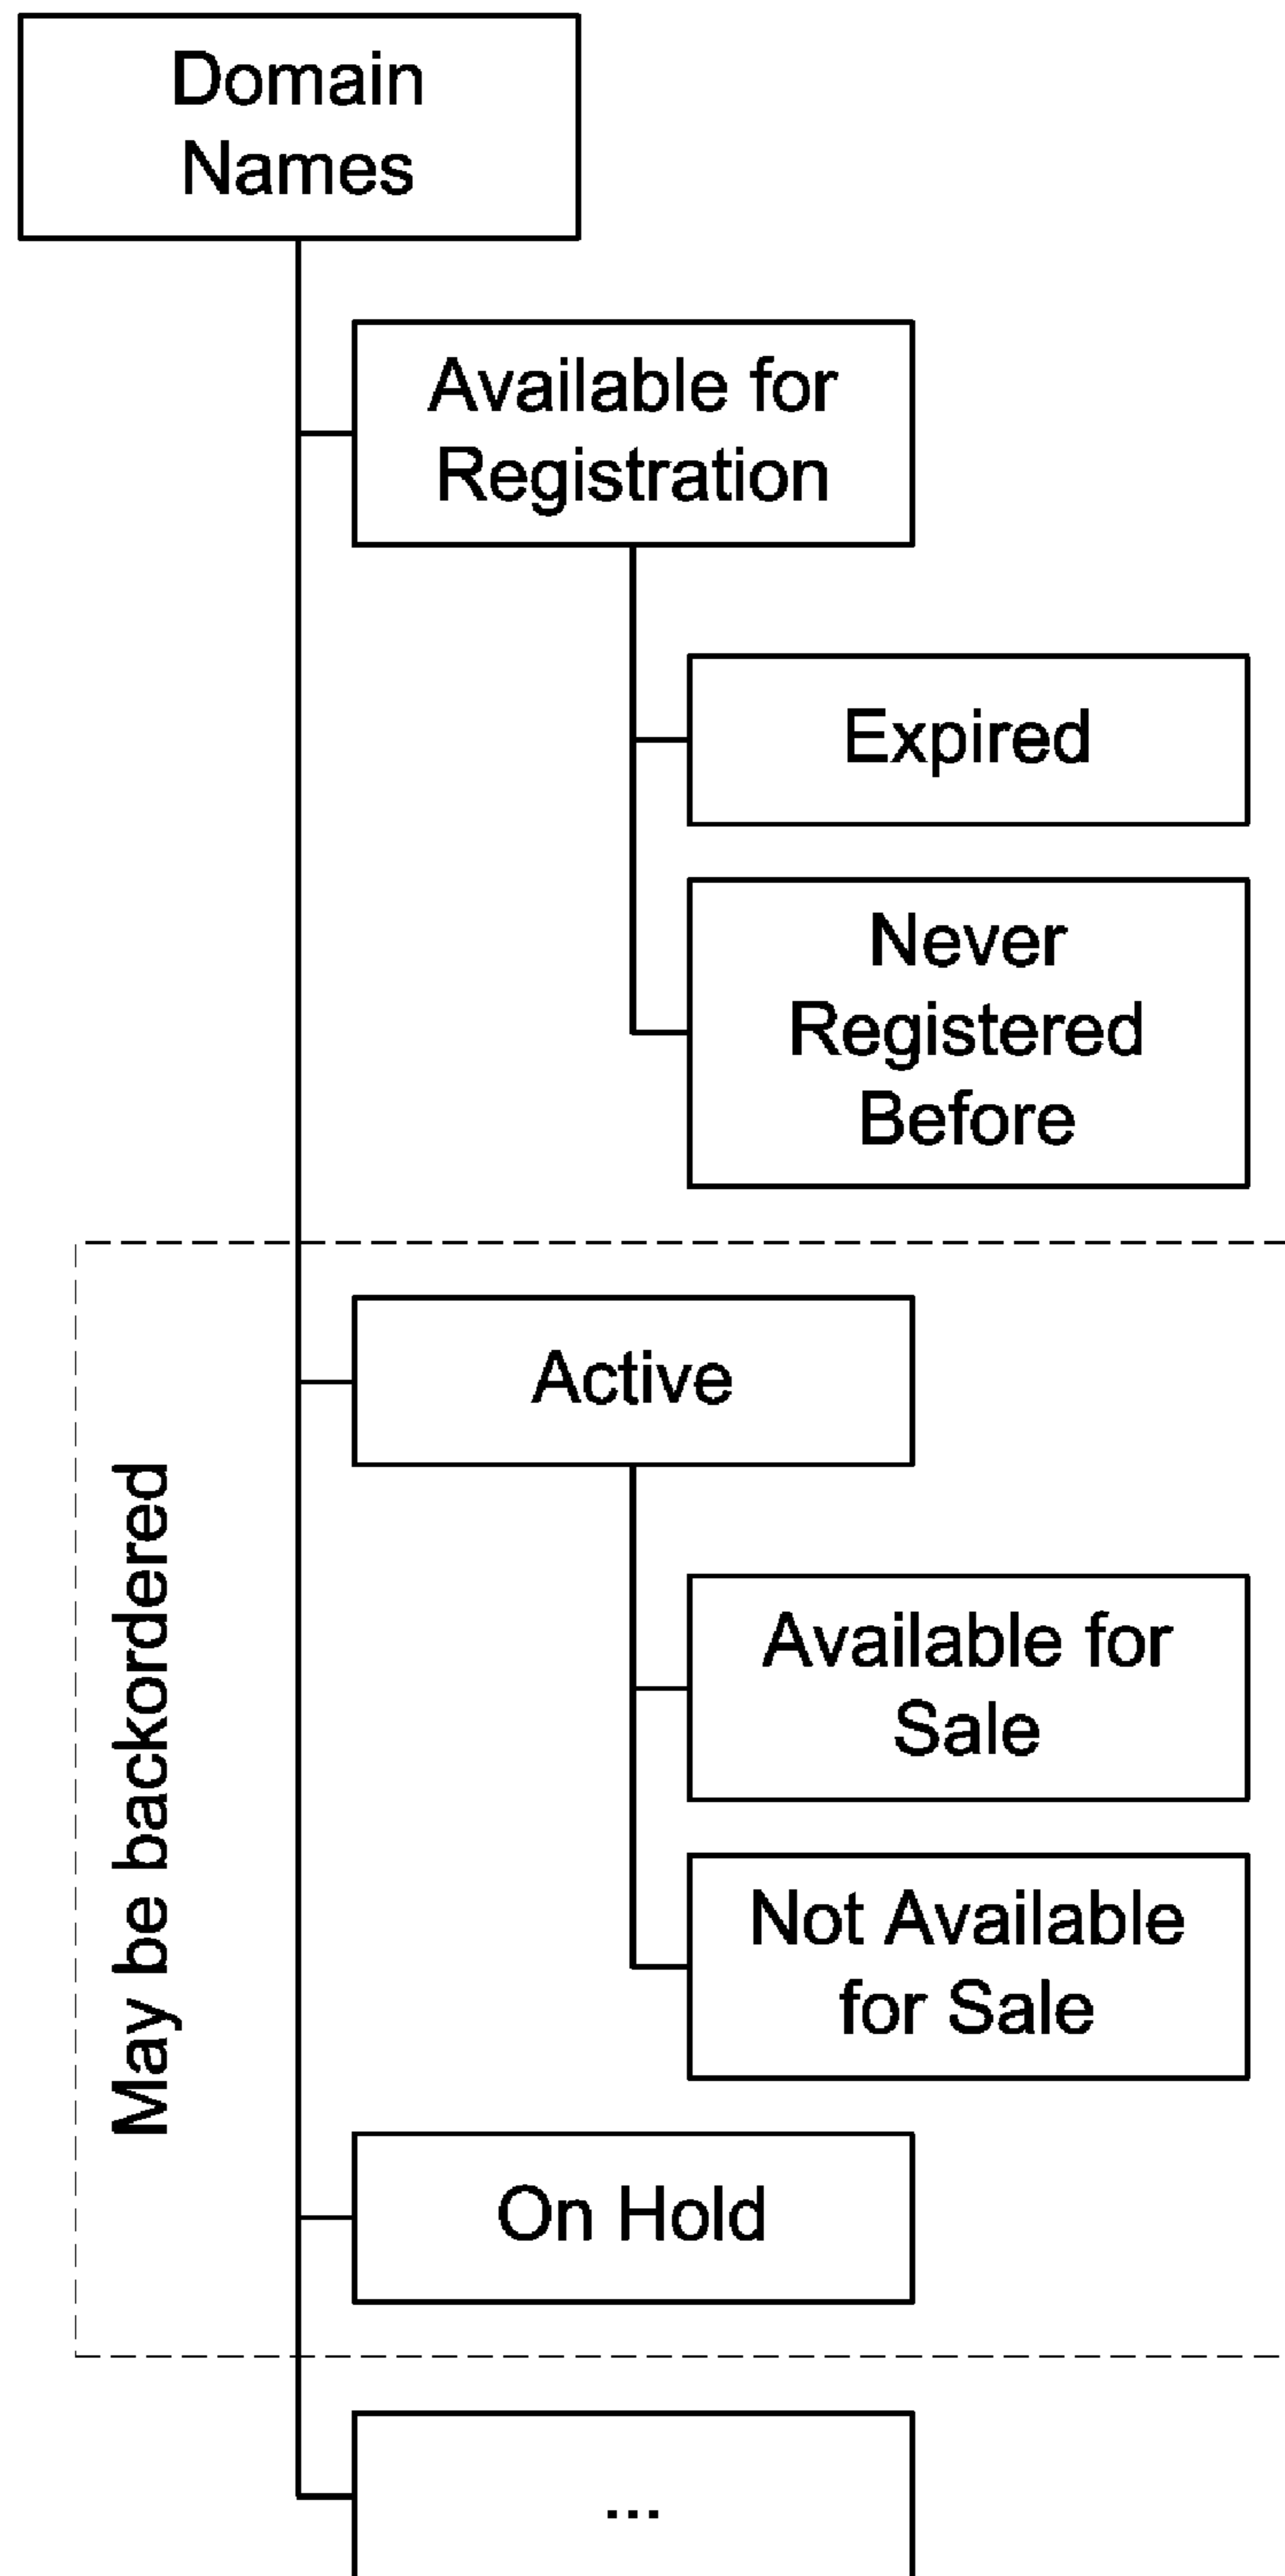 Domain
Names
Available for
Registration
Expired
Never
Registered
Before
May be backordered
Active
Available for
Sale
Not Available
for Sale
On Hold
...